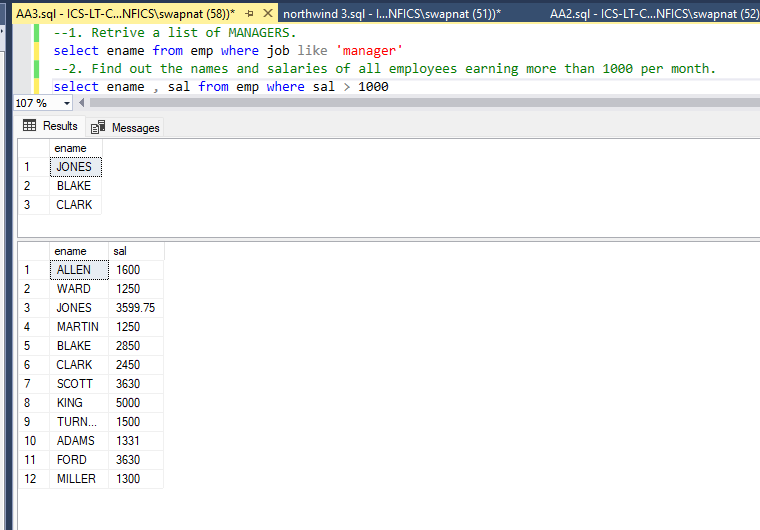 AA3.sql - ICS-LT-C...NFICS\swapnat (58))* northwind 3.sql - I...NFICS\swapnat (51))* AA2.sql - ICS-LT-C...NFICS\swapnat (52)
--1. Retrive a list of MANAGERS.
select ename from emp where job like 'manager'
--2. Find out the names and salaries of all employees earning more than 1000 per month.
select ename , sal from emp where sal > 1000
107 %
Results Messages
ename
1 JONES
2 BLAKE
3 CLARK
ename sal
1 ALLEN 1600
2 WARD 1250
3 JONES 3599.75
4 MARTIN 1250
5 BLAKE 2850
6 CLARK 2450
7 SCOTT 3630
8 KING 5000
9 TURN... 1500
10 ADAMS 1331
11 FORD 3630
12 MILLER 1300